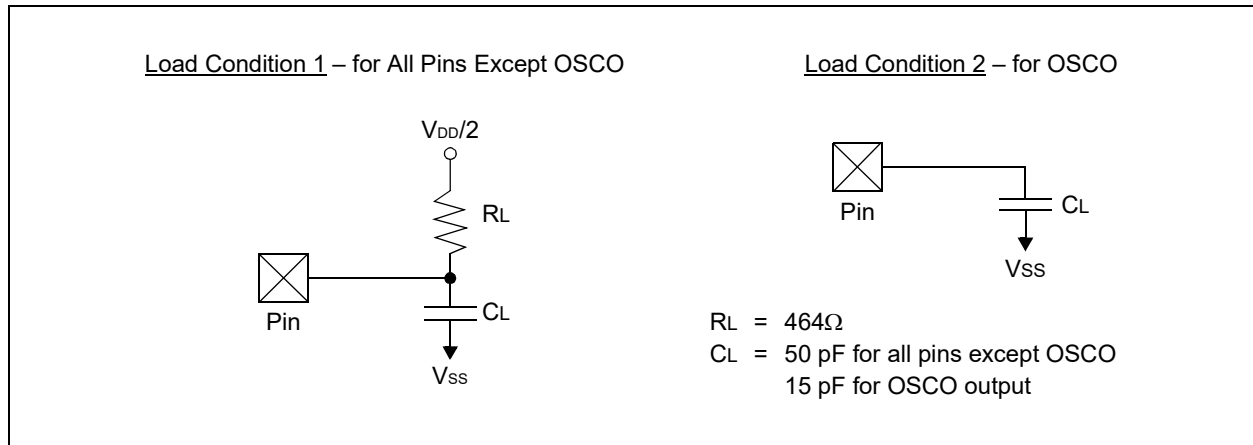 Load Condition 1 – for All Pins Except OSCO
VDD/2
RL
Pin
CL
VSS
Load Condition 2 – for OSCO
Pin
CL
VSS
RL = 464Ω
CL = 50 pF for all pins except OSCO
15 pF for OSCO output